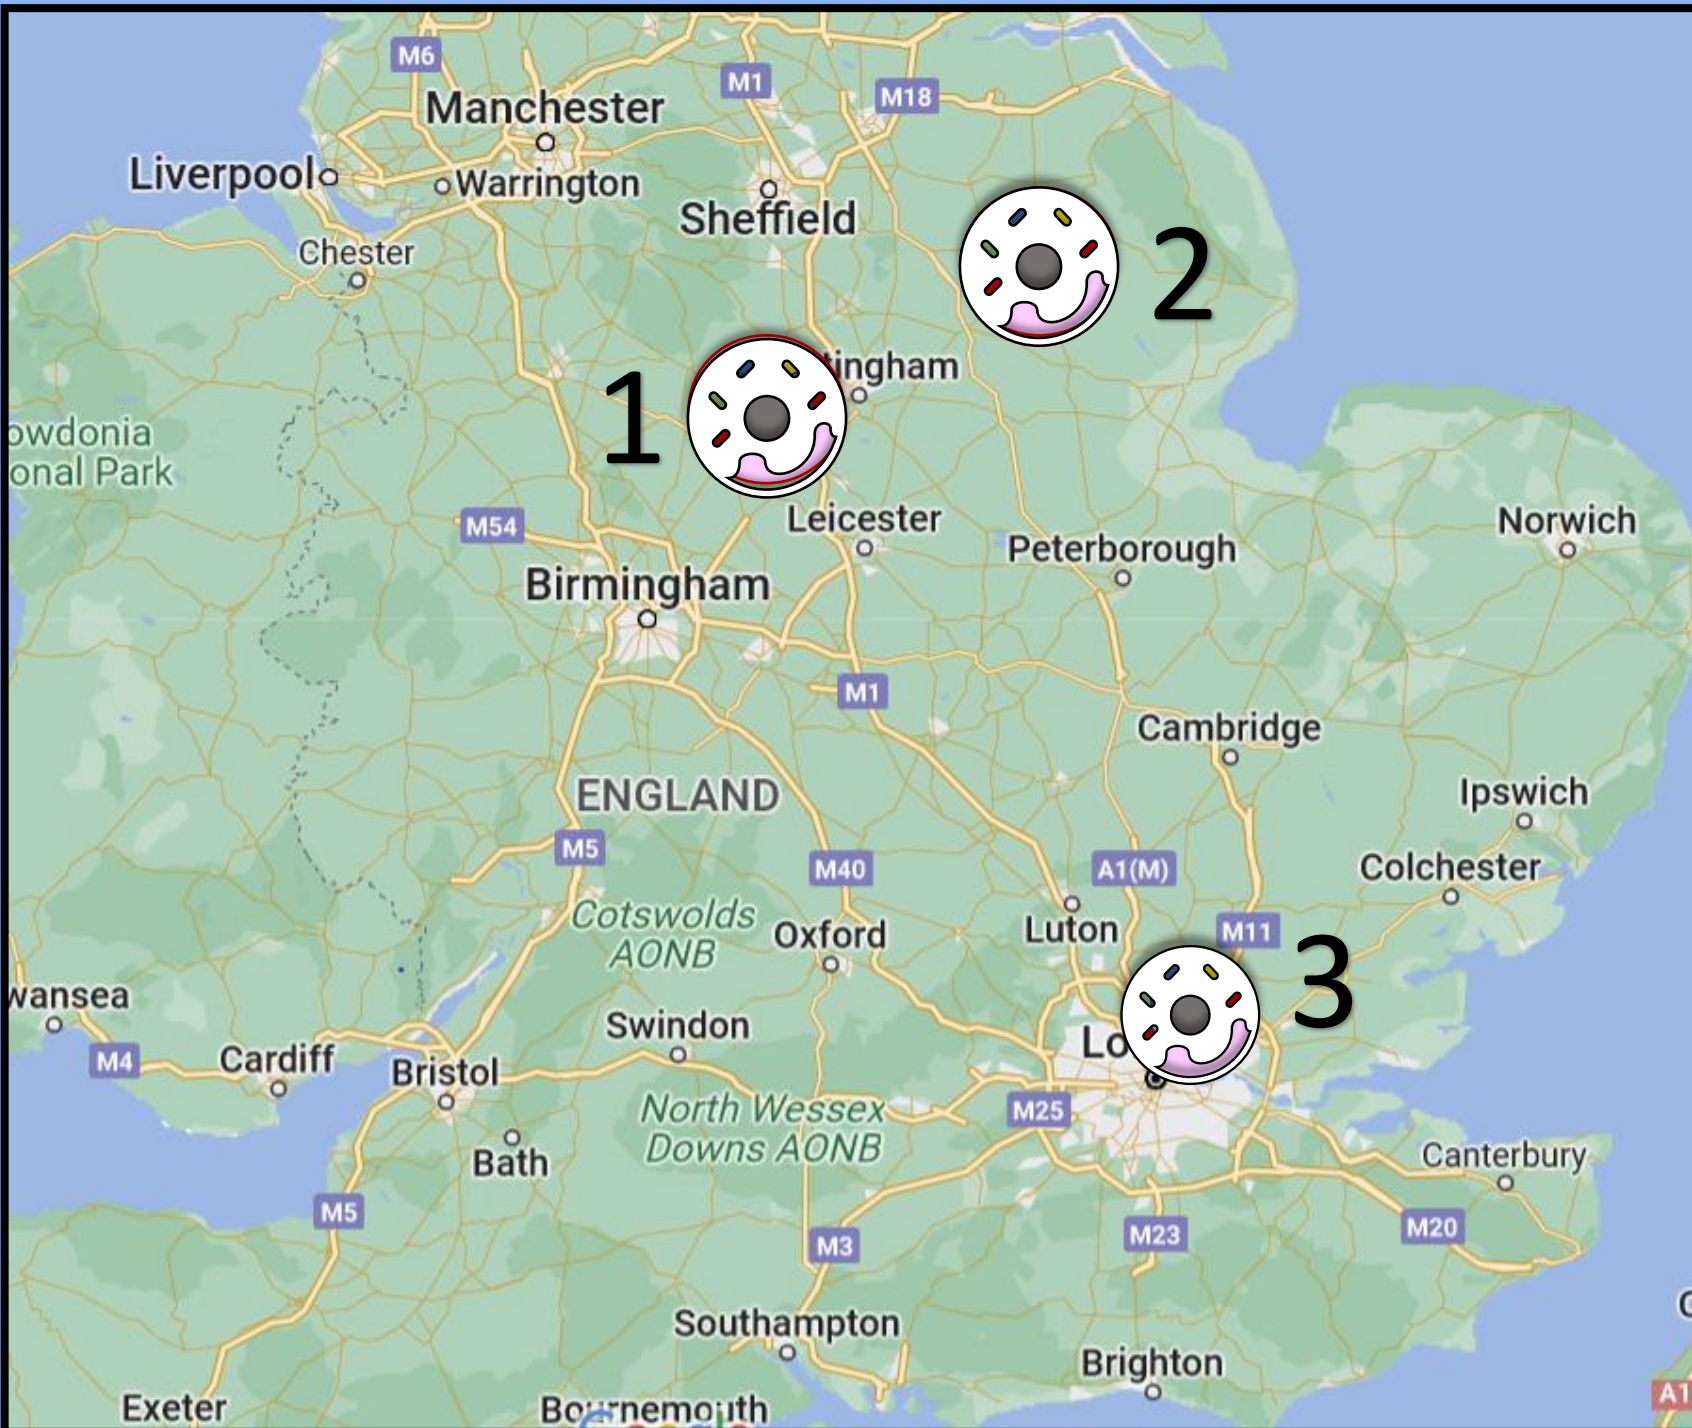 M6
M1
M18
Manchester
Liverpool
Warrington
Sheffield
Chester
2
1
tingham
owdonia
onal Park
M54
Leicester
Norwich
Peterborough
Birmingham
M1
Cambridge
ENGLAND
Ipswich
M5
M40
A1(M)
Colchester
Cotswolds
AONB
Oxford
Luton
M11
3
wansea
Swindon
Lo
M4
Cardiff
Bristol
North Wessex
Downs AONB
M25
Bath
Canterbury
M5
M3
M23
M20
Southampton
Brighton
Exeter
Bournemouth
A1